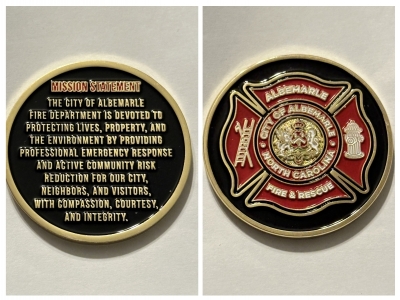 MISSION STATEMENT
THE CITY OF ALBEMARLE
FIRE DEPARTMENT IS DEVOTED TO
PROTECTING LIVES, PROPERTY, AND
THE ENVIRONMENT BY PROVIDING
PROFESSIONAL EMERGENCY RESPONSE
AND ACTIVE COMMUNITY RISK
REDUCTION FOR OUR CITY,
NEIGHBORS, AND VISITORS,
WITH COMPASSION, COURTESY,
AND INTEGRITY.
ALBEMARLE
CITY OF ALBEMARLE
NORTH CAROLINA
FIRE & RESCUE